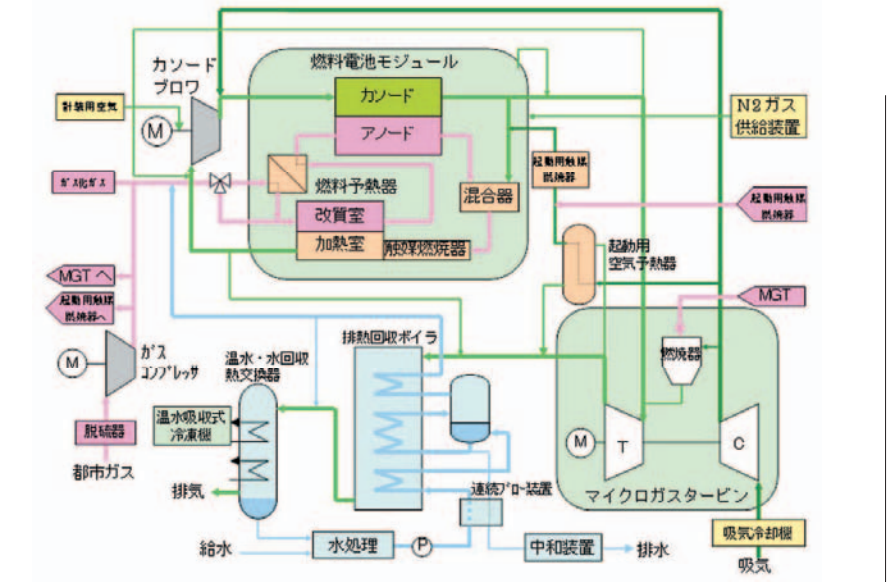 カソード
ブロワ
燃料電池モジュール
カソード
アノード
計装用空気
M
N2ガス
供給装置
起動用触媒
燃焼器
混合器
燃料予熱器
改質室
加熱室
触媒燃焼器
起動用触媒
燃焼器
起動用
空気予熱器
MGTへ
起動用触媒
燃焼器へ
MGT
燃焼器
M
ガス
コンプレッサ
温水・水回収
熱交換器
排熱回収ボイラ
脱硫器
都市ガス
温水吸収式
冷凍機
排気
M
T
C
マイクロガスタービン
連続ブロー装置
給水
水処理
P
中和装置
排水
吸気冷却機
吸気